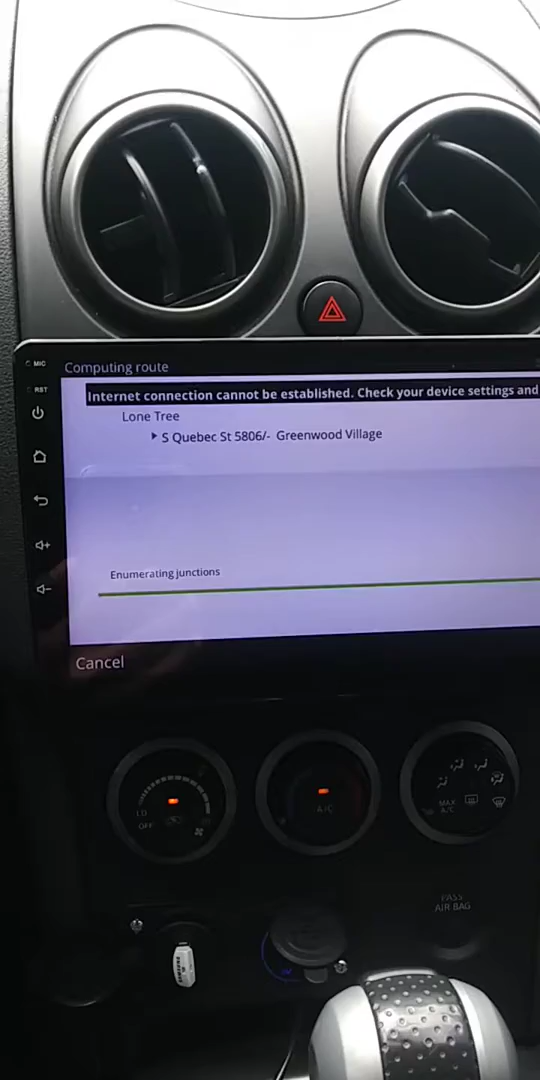 MIC
Computing route
RST
Internet connection cannot be established. Check your device settings and
Lone Tree
S Quebec St 5806/- Greenwood Village
Enumerating junctions
Cancel
LO
OFF
A/C
MAX
A/C
PASS
AIR BAG